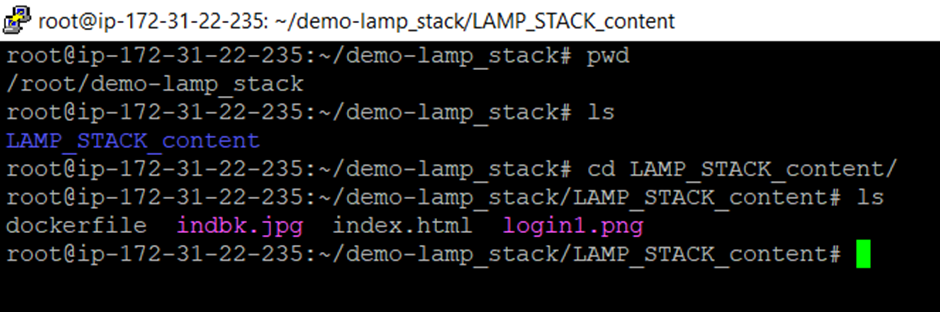 root@ip-172-31-22-235: ~/demo-lamp_stack/LAMP_STACK_content
root@ip-172-31-22-235:~/demo-lamp_stack# pwd
/root/demo-lamp_stack
root@ip-172-31-22-235:~/demo-lamp_stack# ls
LAMP_STACK_content
root@ip-172-31-22-235:~/demo-lamp_stack# cd LAMP_STACK_content/
root@ip-172-31-22-235:~/demo-lamp_stack/LAMP_STACK_content# ls
dockerfile  indbk.jpg  index.html  login1.png
root@ip-172-31-22-235:~/demo-lamp_stack/LAMP_STACK_content#